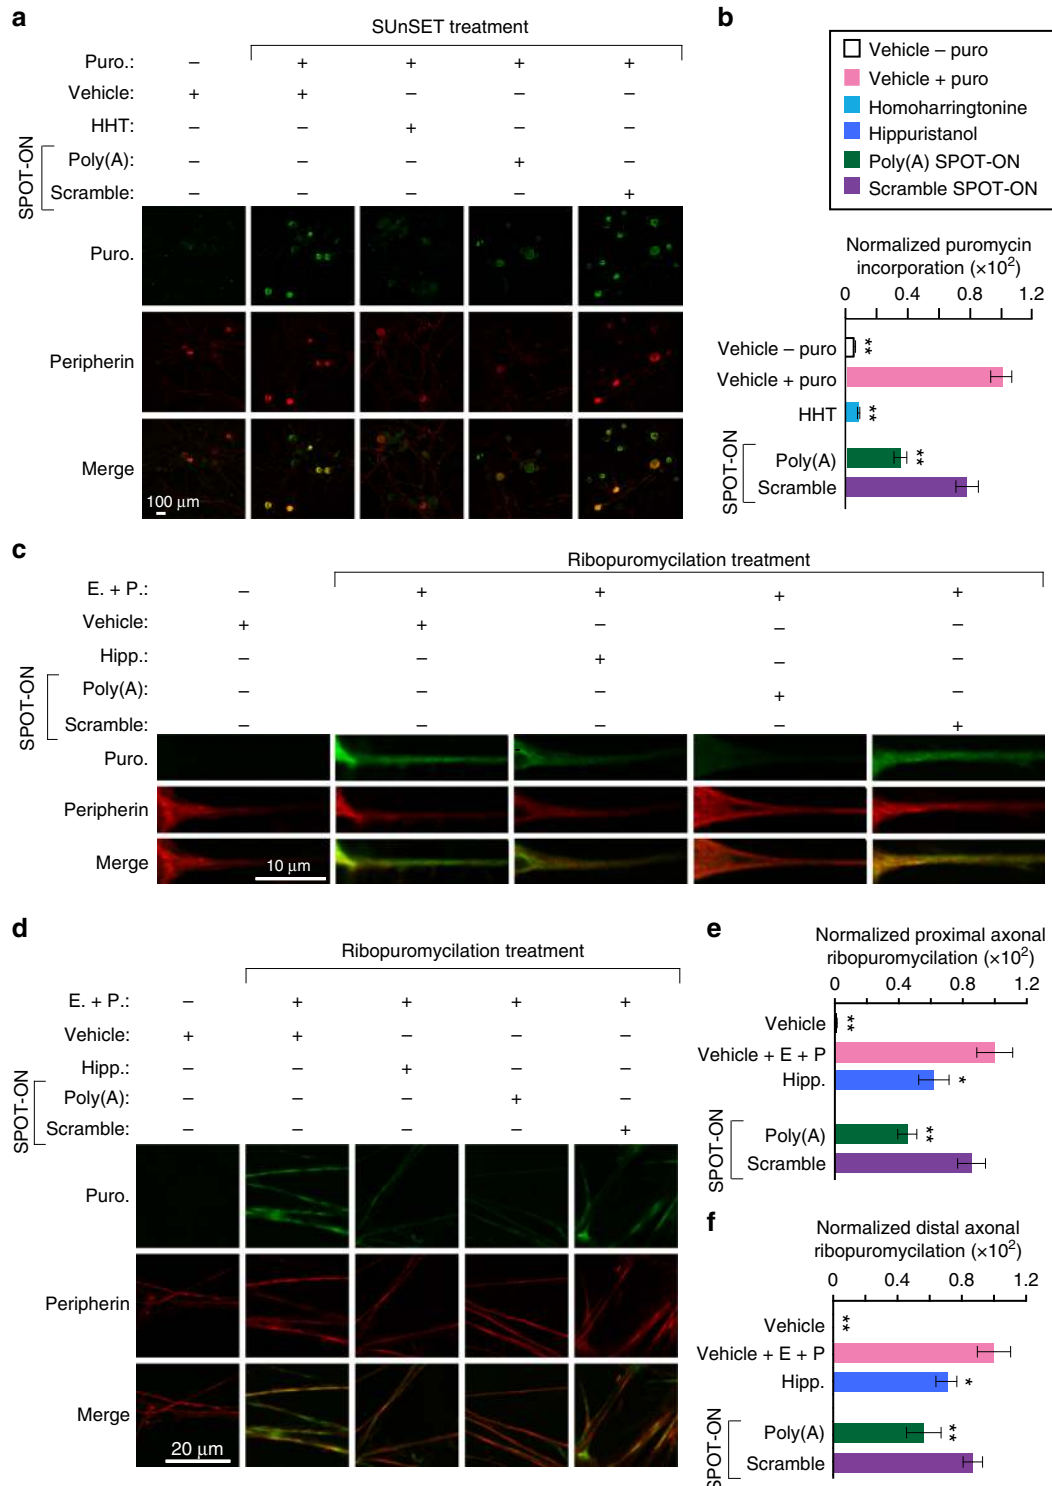 a
SUnSET treatment
Puro.: – + + + +
Vehicle: + + – – –
HHT: – – + – –
SPOT-ON
Poly(A): – – – + –
Scramble: – – – – +
Puro.
Peripherin
Merge
100 μm
b
Vehicle – puro
Vehicle + puro
Homoharringtonine
Hippuristanol
Poly(A) SPOT-ON
Scramble SPOT-ON
Normalized puromycin
incorporation (×10²)
0 0.4 0.8 1.2
Vehicle – puro **
Vehicle + puro
HHT **
SPOT-ON
Poly(A) **
Scramble
c
Ribopuromycilation treatment
E. + P.: – + + + +
Vehicle: + + – – –
Hipp.: – – + – –
SPOT-ON
Poly(A): – – – + –
Scramble: – – – – +
Puro.
Peripherin
Merge
10 μm
d
Ribopuromycilation treatment
E. + P.: – + + + +
Vehicle: + + – – –
Hipp.: – – + – –
SPOT-ON
Poly(A): – – – + –
Scramble: – – – – +
Puro.
Peripherin
Merge
20 μm
e
Normalized proximal axonal
ribopuromycilation (×10²)
0 0.4 0.8 1.2
Vehicle **
Vehicle + E + P
Hipp. *
SPOT-ON
Poly(A) **
Scramble
f
Normalized distal axonal
ribopuromycilation (×10²)
0 0.4 0.8 1.2
Vehicle **
Vehicle + E + P
Hipp. *
SPOT-ON
Poly(A) **
Scramble